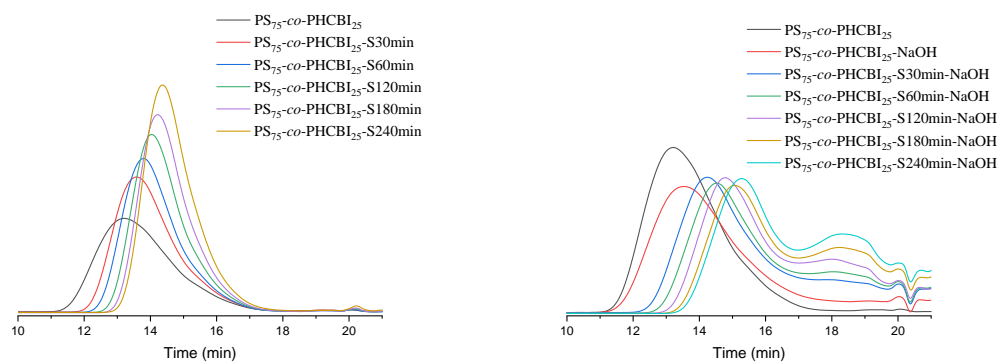 PS₇₅-co-PHCBI₂₅
PS₇₅-co-PHCBI₂₅-S30min
PS₇₅-co-PHCBI₂₅-S60min
PS₇₅-co-PHCBI₂₅-S120min
PS₇₅-co-PHCBI₂₅-S180min
PS₇₅-co-PHCBI₂₅-S240min
10 12 14 16 18 20
Time (min)
PS₇₅-co-PHCBI₂₅
PS₇₅-co-PHCBI₂₅-NaOH
PS₇₅-co-PHCBI₂₅-S30min-NaOH
PS₇₅-co-PHCBI₂₅-S60min-NaOH
PS₇₅-co-PHCBI₂₅-S120min-NaOH
PS₇₅-co-PHCBI₂₅-S180min-NaOH
PS₇₅-co-PHCBI₂₅-S240min-NaOH
10 12 14 16 18 20
Time (min)